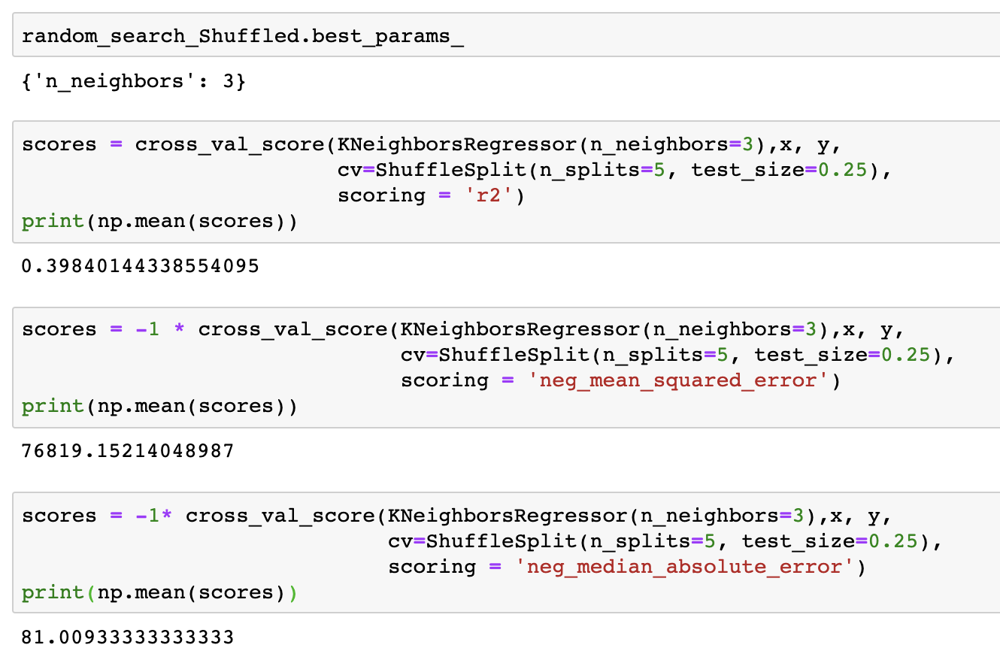 random_search_Shuffled.best_params_
{'n_neighbors': 3}
scores = cross_val_score(KNeighborsRegressor(n_neighbors=3),x, y,
cv=ShuffleSplit(n_splits=5, test_size=0.25),
scoring = 'r2')
print(np.mean(scores))
0.39840144338554095
scores = -1 * cross_val_score(KNeighborsRegressor(n_neighbors=3),x, y,
cv=ShuffleSplit(n_splits=5, test_size=0.25),
scoring = 'neg_mean_squared_error')
print(np.mean(scores))
76819.15214048987
scores = -1* cross_val_score(KNeighborsRegressor(n_neighbors=3),x, y,
cv=ShuffleSplit(n_splits=5, test_size=0.25),
scoring = 'neg_median_absolute_error')
print(np.mean(scores))
81.00933333333333